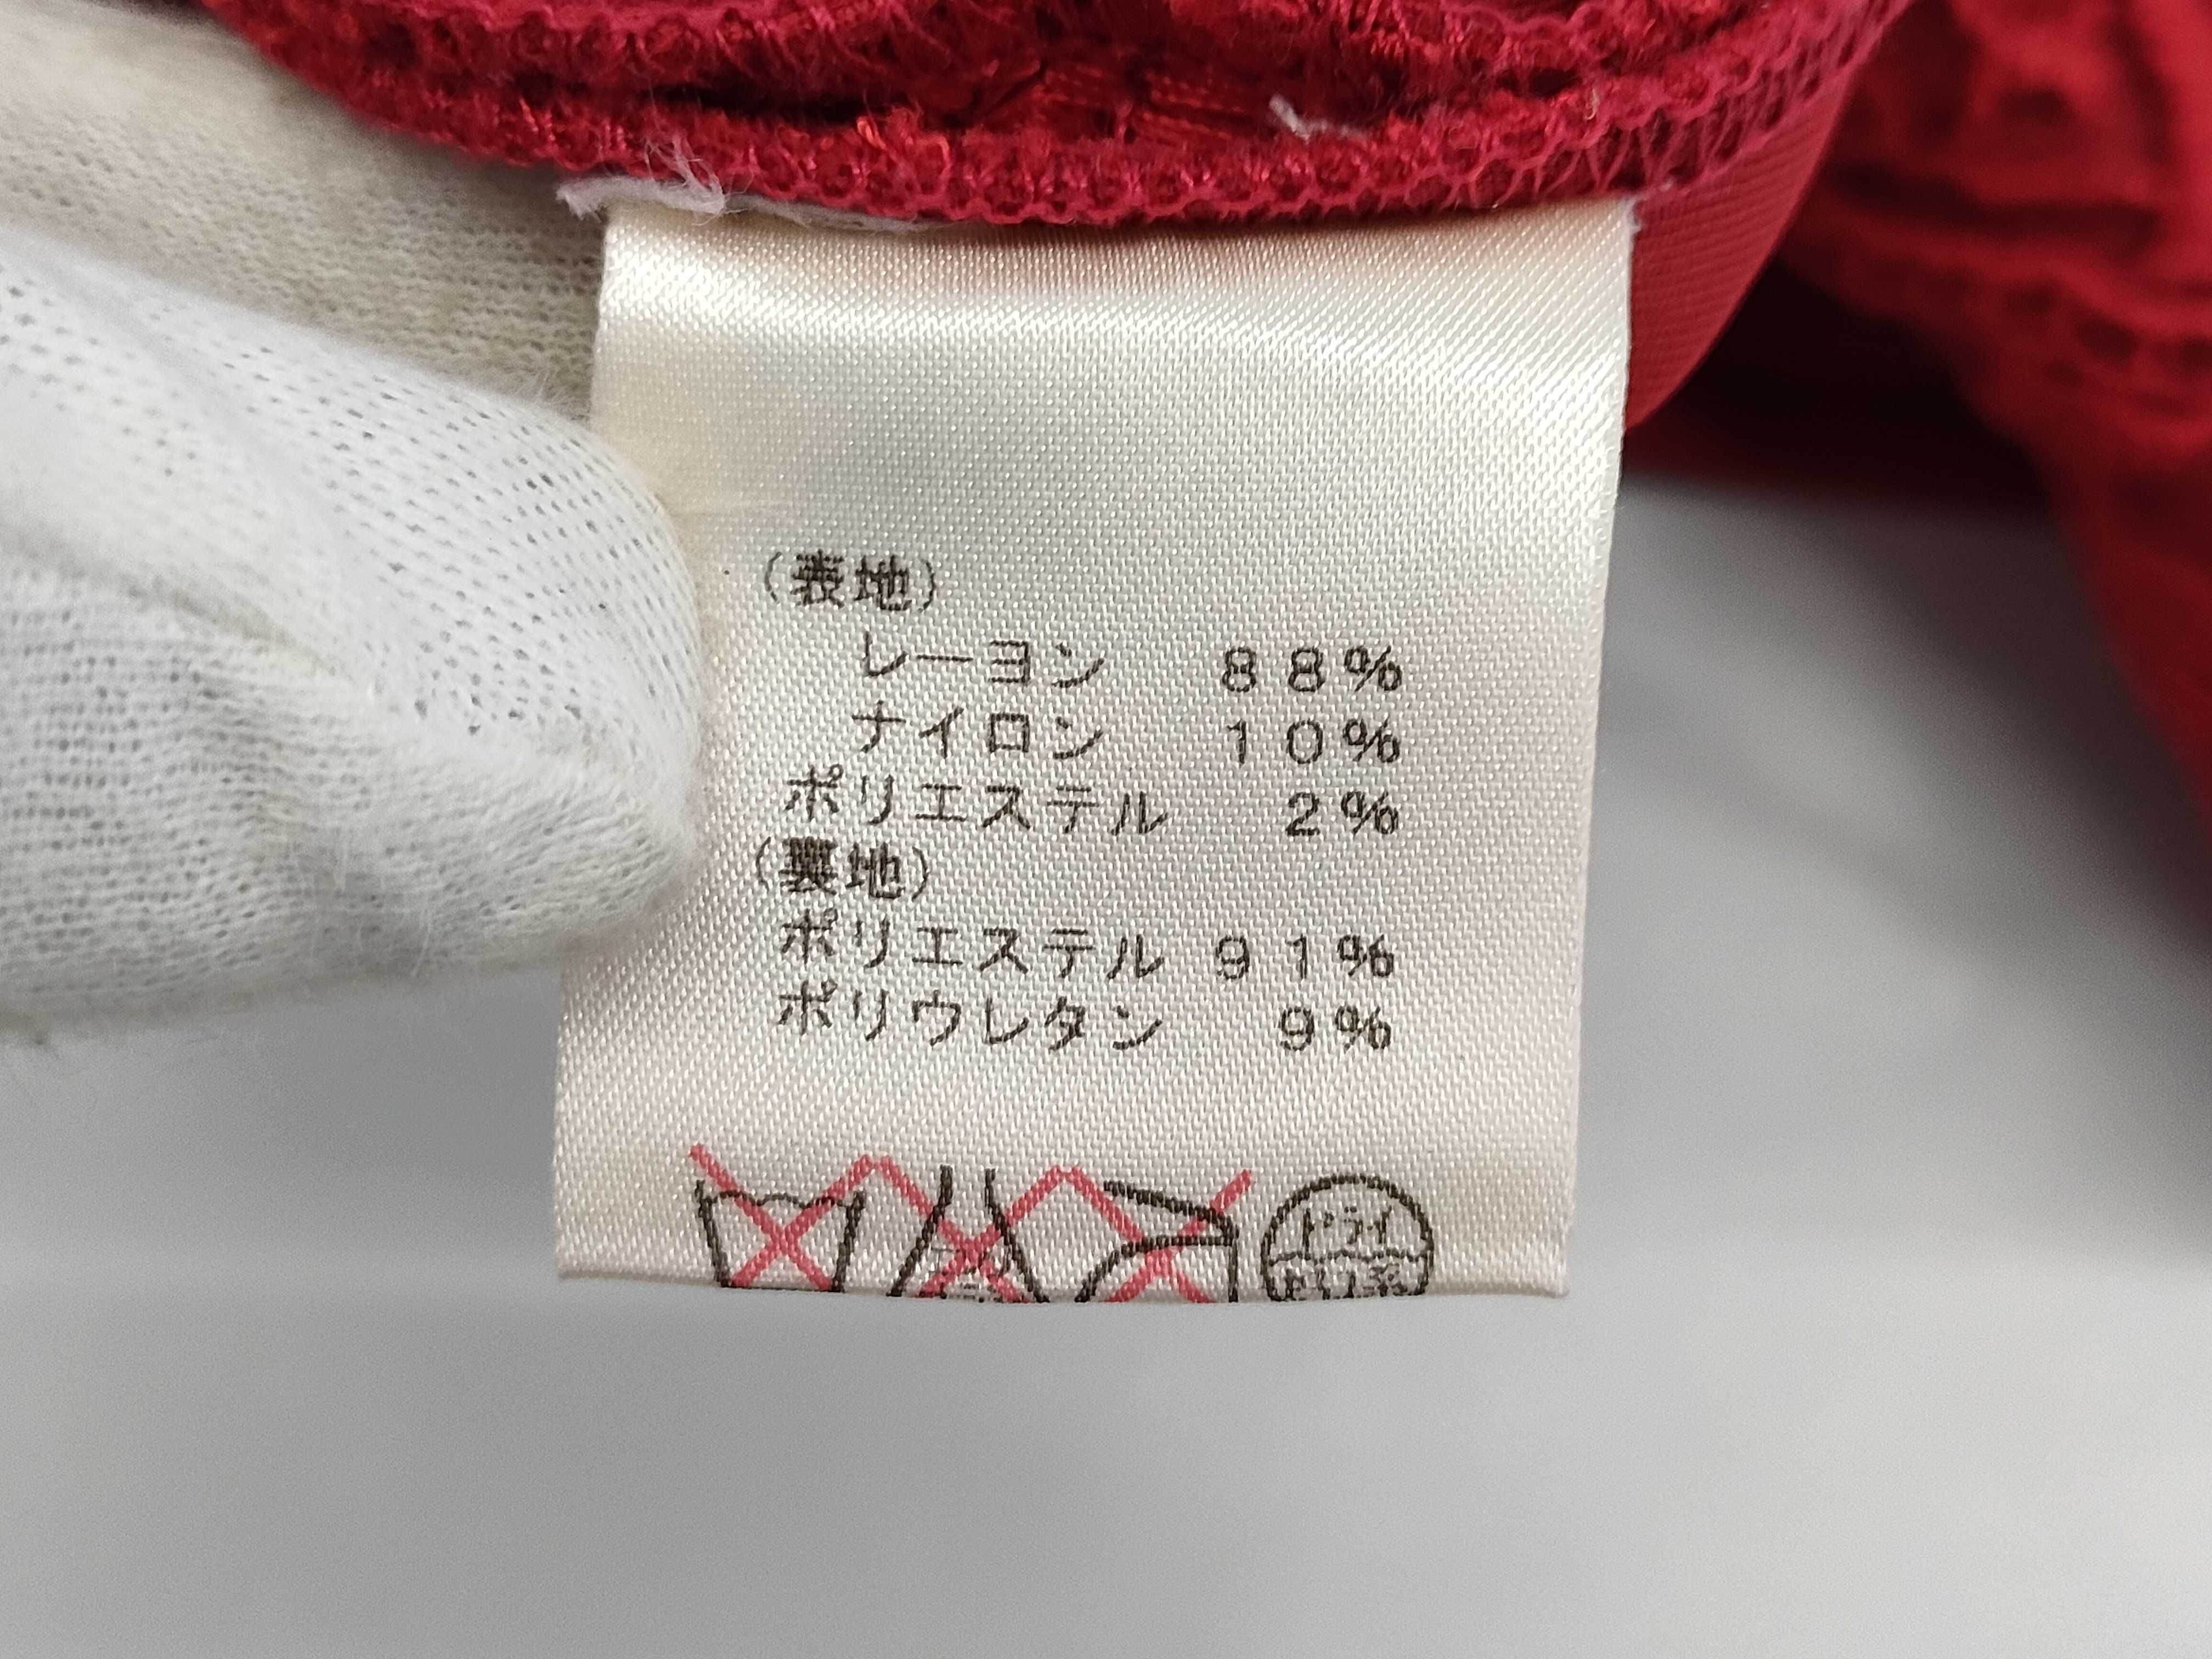 (表地)
レーヨン 88%
ナイロン 10%
ポリエステル 2%
(裏地)
ポリエステル 91%
ポリウレタン 9%
ドライ